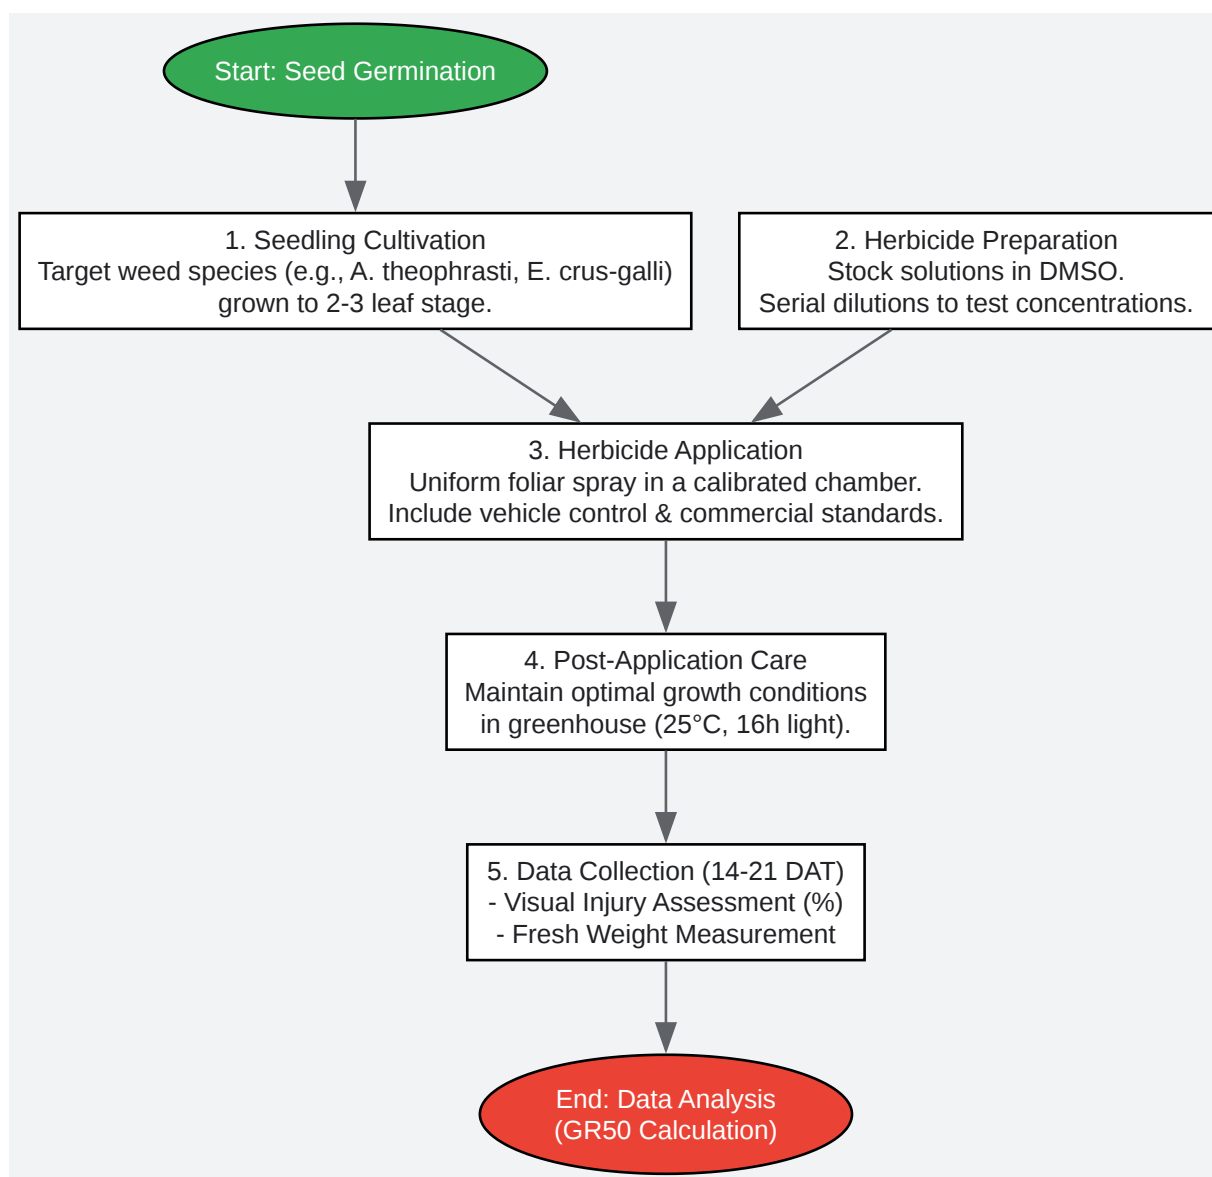 Start: Seed Germination
1. Seedling Cultivation
Target weed species (e.g., A. theophrasti, E. crus-galli)
grown to 2-3 leaf stage.
2. Herbicide Preparation
Stock solutions in DMSO.
Serial dilutions to test concentrations.
3. Herbicide Application
Uniform foliar spray in a calibrated chamber.
Include vehicle control & commercial standards.
4. Post-Application Care
Maintain optimal growth conditions
in greenhouse (25°C, 16h light).
5. Data Collection (14-21 DAT)
- Visual Injury Assessment (%)
- Fresh Weight Measurement
End: Data Analysis
(GR50 Calculation)